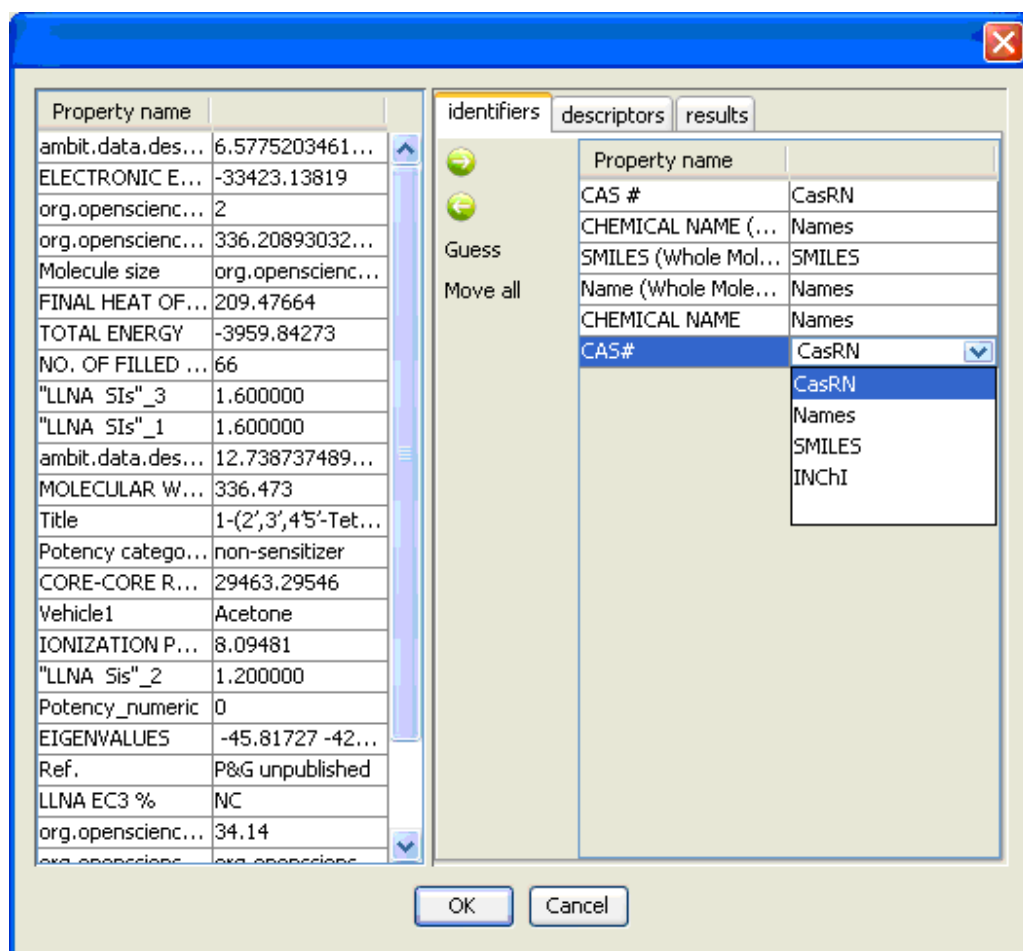 Property name
ambit.data.des... 6.5775203461...
ELECTRONIC E... -33423.13819
org.openscienc... 2
org.openscienc... 336.20893032...
Molecule size org.openscienc...
FINAL HEAT OF... 209.47664
TOTAL ENERGY -3959.84273
NO. OF FILLED ... 66
"LLNA SIs"_3 1.600000
"LLNA SIs"_1 1.600000
ambit.data.des... 12.738737489...
MOLECULAR W... 336.473
Title 1-(2',3',4'5'-Tet...
Potency catego... non-sensitizer
CORE-CORE R... 29463.29546
Vehicle1 Acetone
IONIZATION P... 8.09481
"LLNA Sis"_2 1.200000
Potency_numeric 0
EIGENVALUES -45.81727 -42...
Ref. P&G unpublished
LLNA EC3 % NC
org.openscienc... 34.14
org.openscienc... org.openscienc...
identifiers descriptors results
Guess
Move all
Property name
CAS # CasRN
CHEMICAL NAME (... Names
SMILES (Whole Mol... SMILES
Name (Whole Mole... Names
CHEMICAL NAME Names
CAS# CasRN
CasRN
Names
SMILES
INChI
OK Cancel